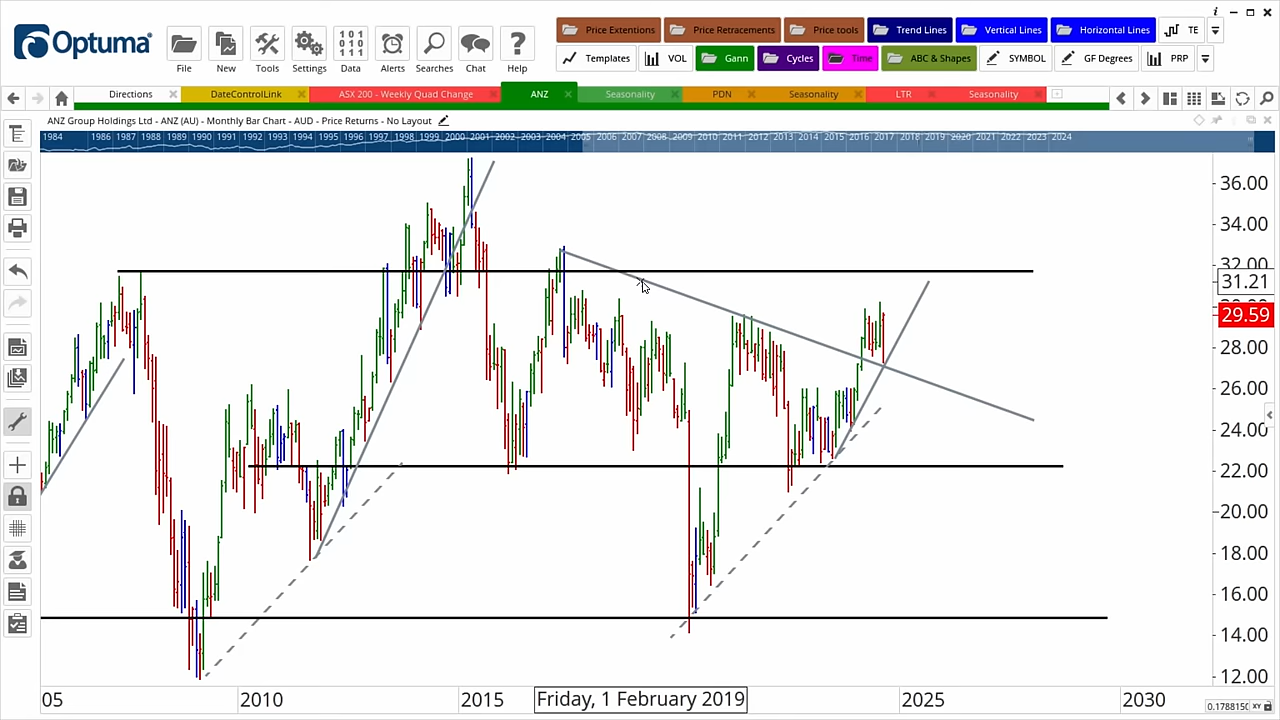 Optuma
File New Tools Settings Data Alerts Searches Chat Help
Price Extentions Price Retracements Price tools Trend Lines Vertical Lines Horizontal Lines TE
Templates VOL Gann Cycles Time ABC & Shapes SYMBOL GF Degrees PRP
Directions DateControlLink ASX 200 - Weekly Quad Change ANZ Seasonality PDN Seasonality LTR Seasonality
ANZ Group Holdings Ltd - ANZ (AU) - Monthly Bar Chart - AUD - Price Returns - No Layout
1984 1986 1987 1988 1989 1990 1991 1992 1993 1994 1995 1996 1997 1998 1999 2000 2001 2002 2003 2004 2005 2006 2007 2008 2009 2010 2011 2012 2013 2014 2015 2016 2017 2018 2019 2020 2021 2022 2023 2024
36.00
34.00
32.00
31.21
29.59
28.00
26.00
24.00
22.00
20.00
18.00
16.00
14.00
12.00
05 2010 2015 Friday, 1 February 2019 2025 2030
XY